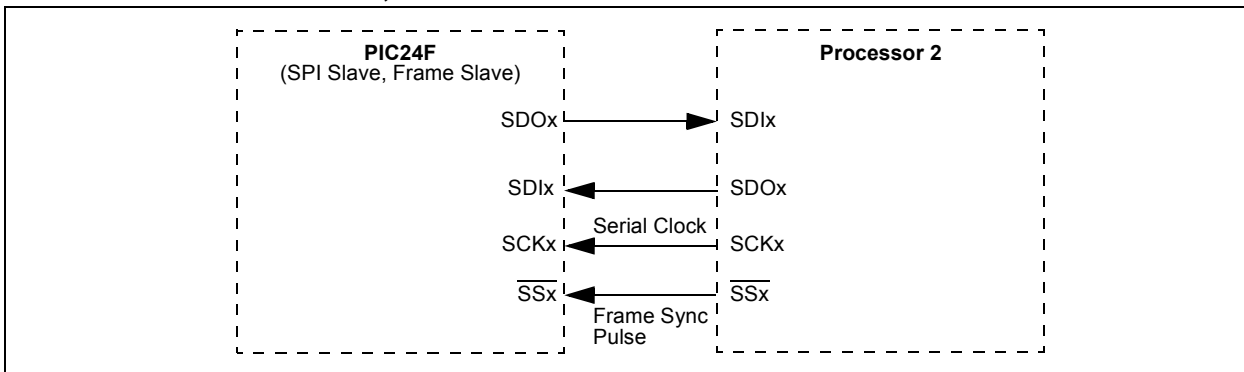 PIC24F
(SPI Slave, Frame Slave)
Processor 2
SDOx
SDIx
SDIx
SDOx
Serial Clock
SCKx
SCKx
SSx
SSx
Frame Sync
Pulse